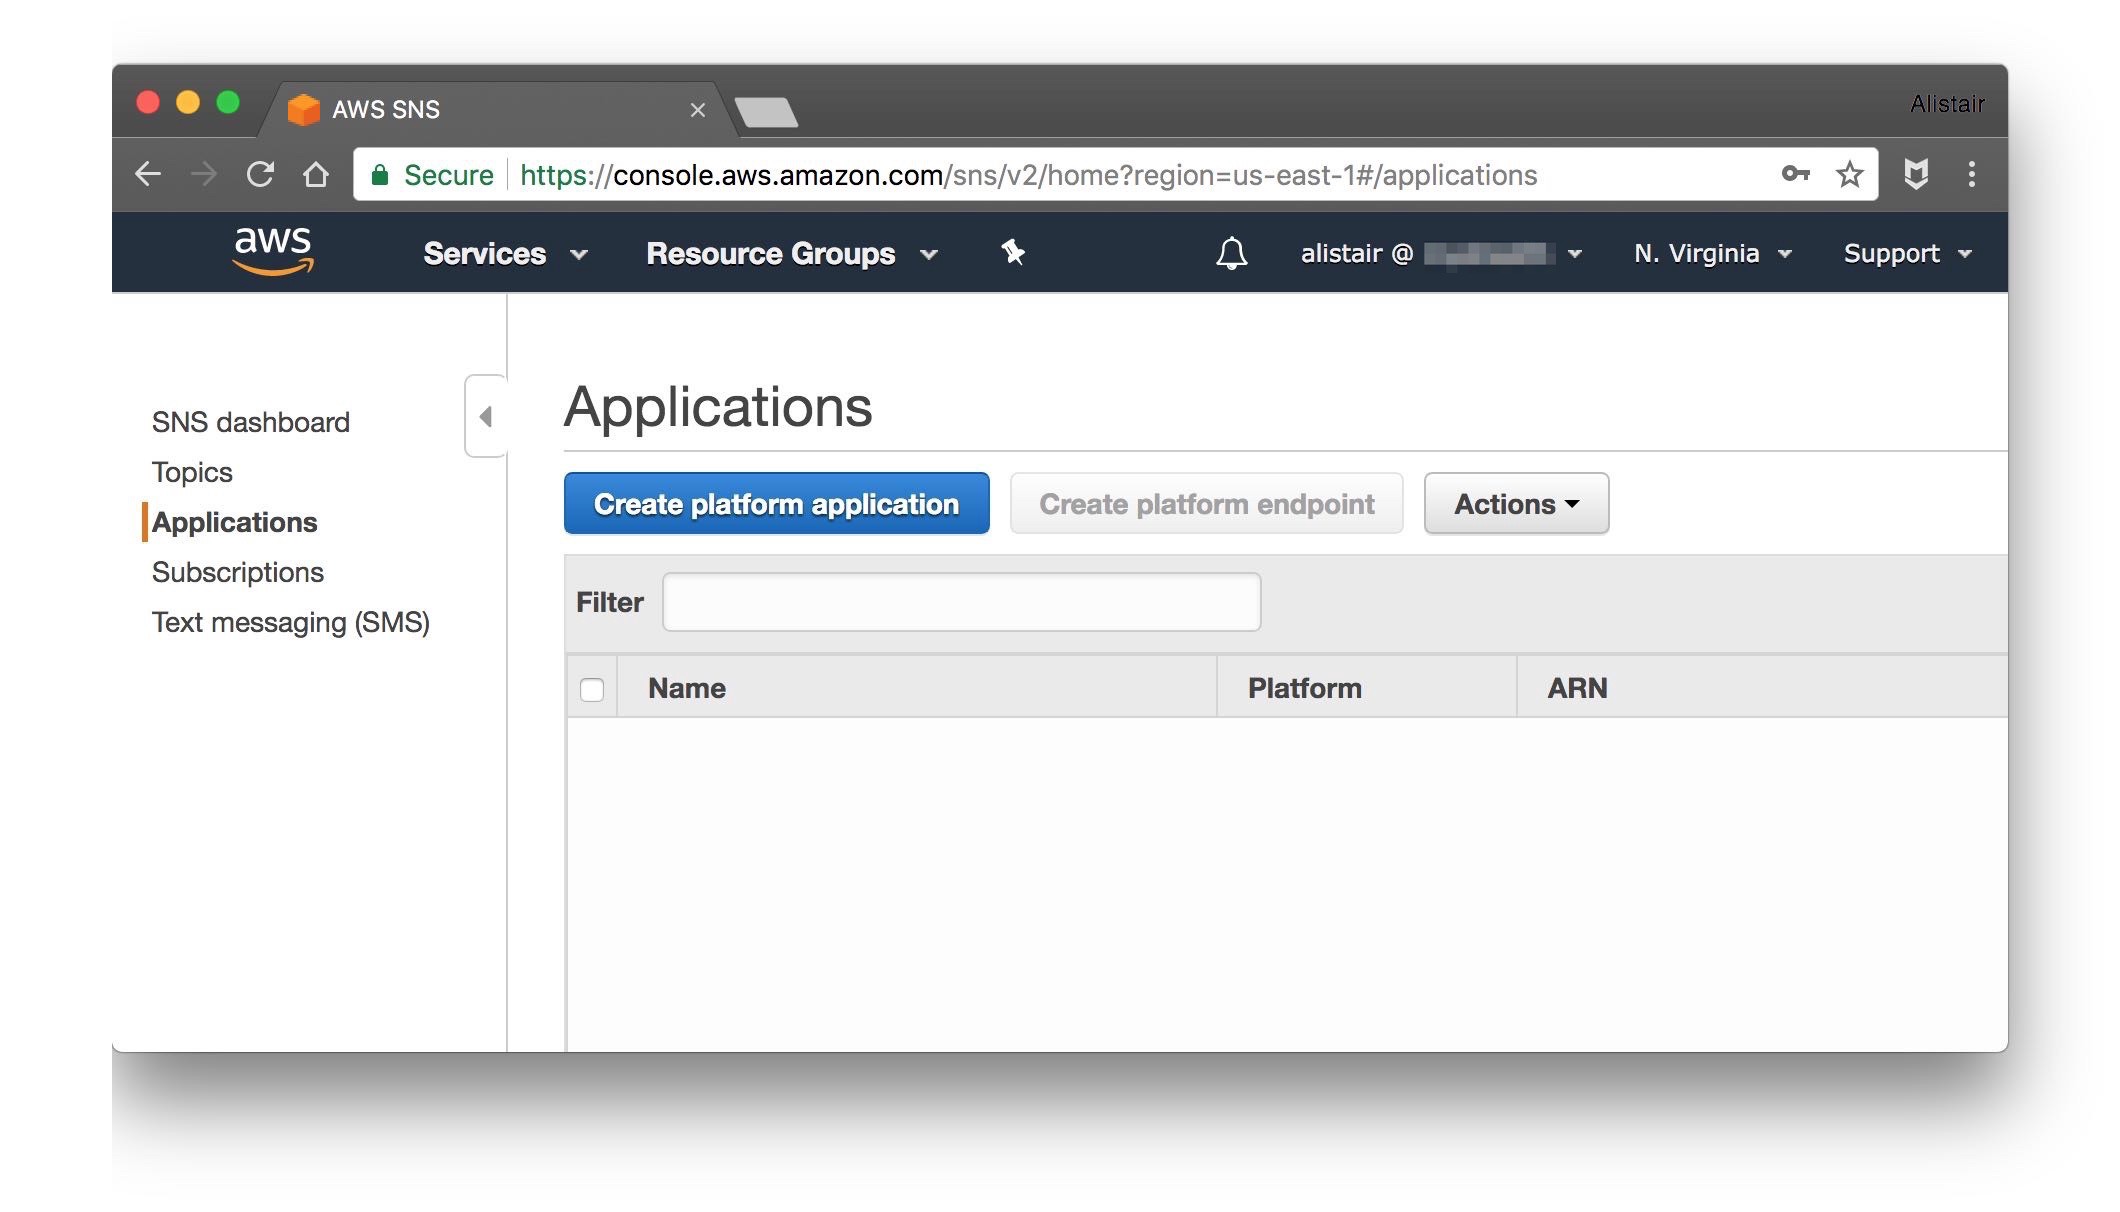 AWS SNS
Alistair
Secure https://console.aws.amazon.com/sns/v2/home?region=us-east-1#/applications
aws Services Resource Groups alistair @ N. Virginia Support
SNS dashboard
Topics
Applications
Subscriptions
Text messaging (SMS)
Applications
Create platform application Create platform endpoint Actions
Filter
Name Platform ARN